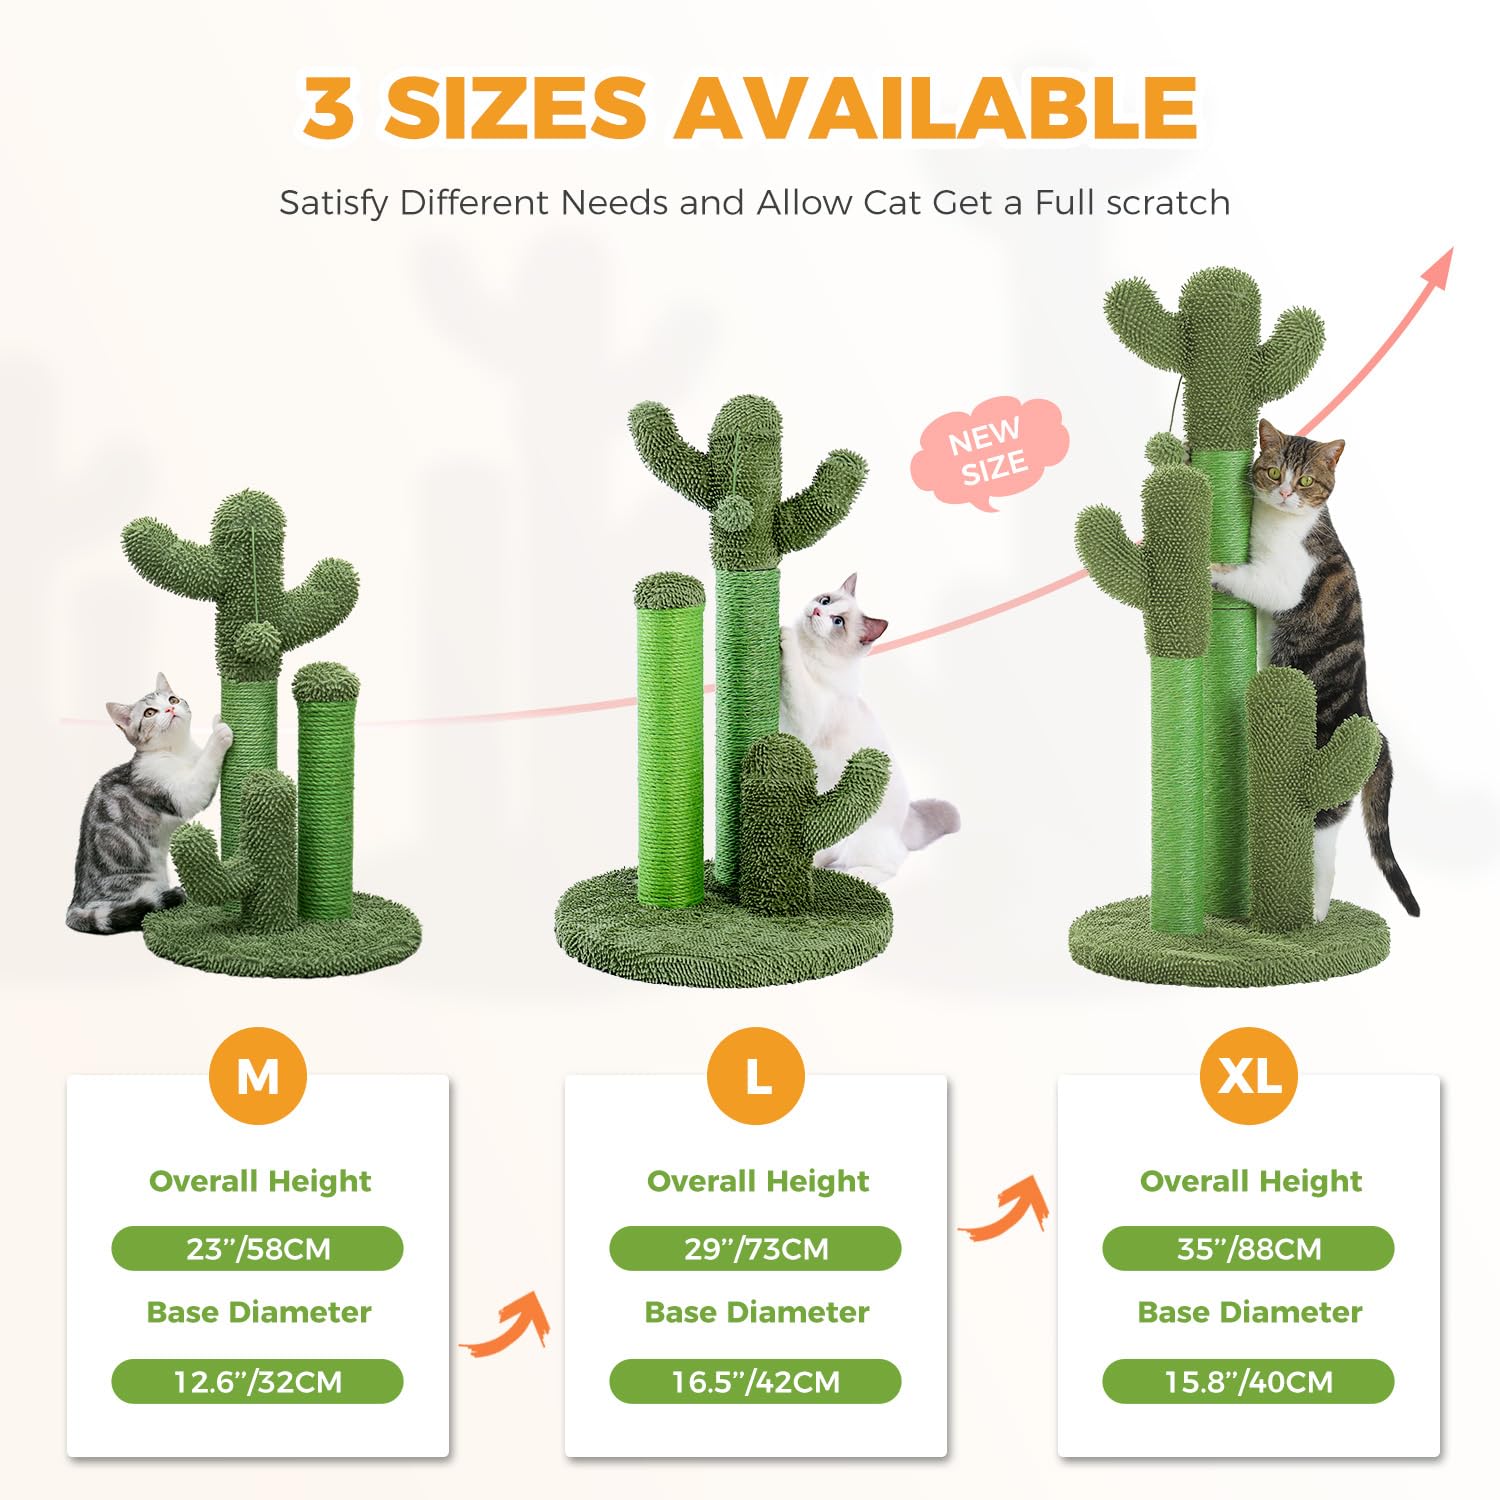 3 SIZES AVAILABLE
Satisfy Different Needs and Allow Cat Get a Full scratch
NEW
SIZE
M
Overall Height
23’’/58CM
Base Diameter
12.6’’/32CM
L
Overall Height
29’’/73CM
Base Diameter
16.5’’/42CM
XL
Overall Height
35’’/88CM
Base Diameter
15.8’’/40CM